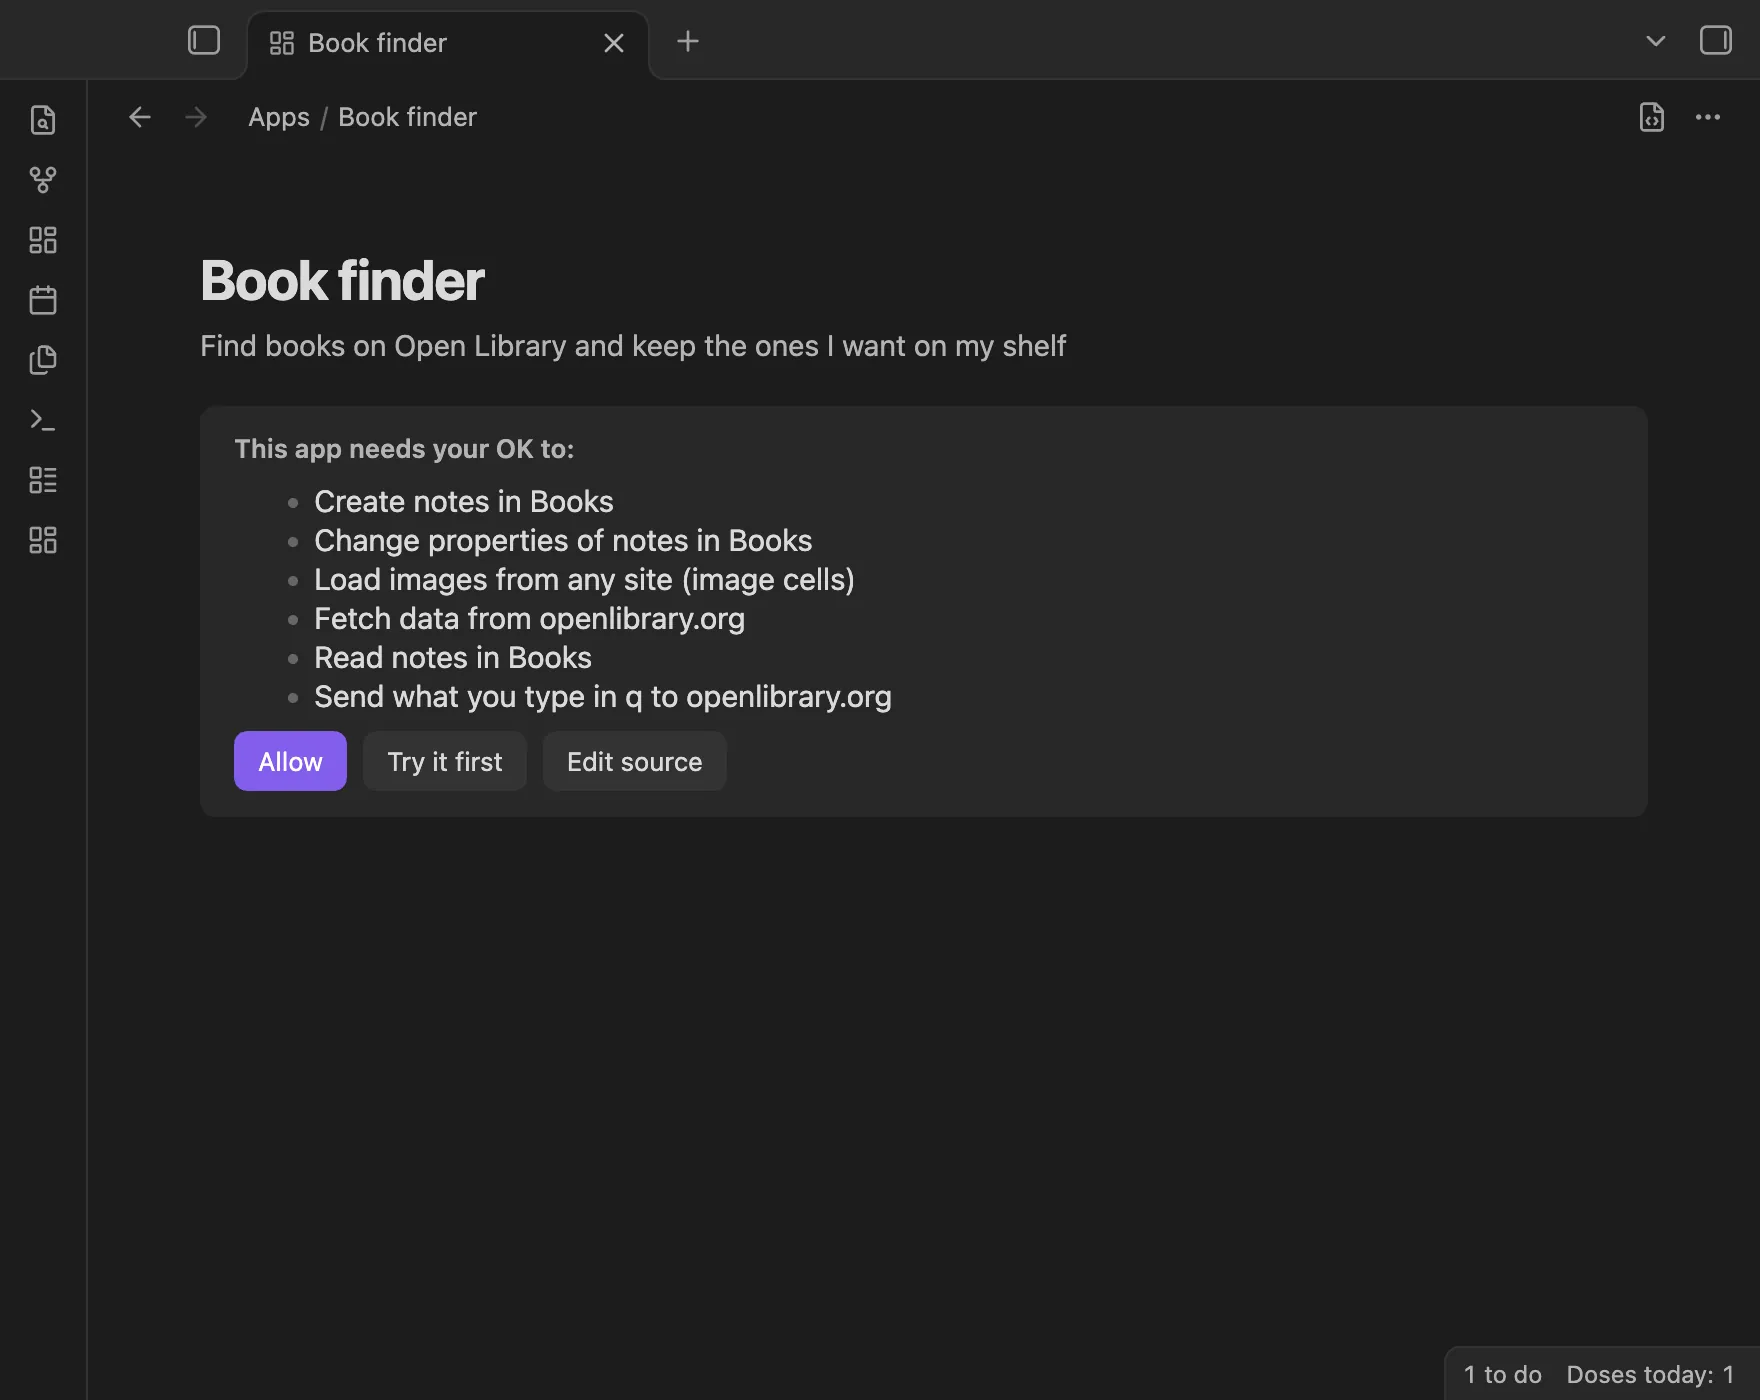 Book finder
Apps / Book finder
Book finder
Find books on Open Library and keep the ones I want on my shelf
This app needs your OK to:
Create notes in Books
Change properties of notes in Books
Load images from any site (image cells)
Fetch data from openlibrary.org
Read notes in Books
Send what you type in q to openlibrary.org
Allow
Try it first
Edit source
1 to do Doses today: 1